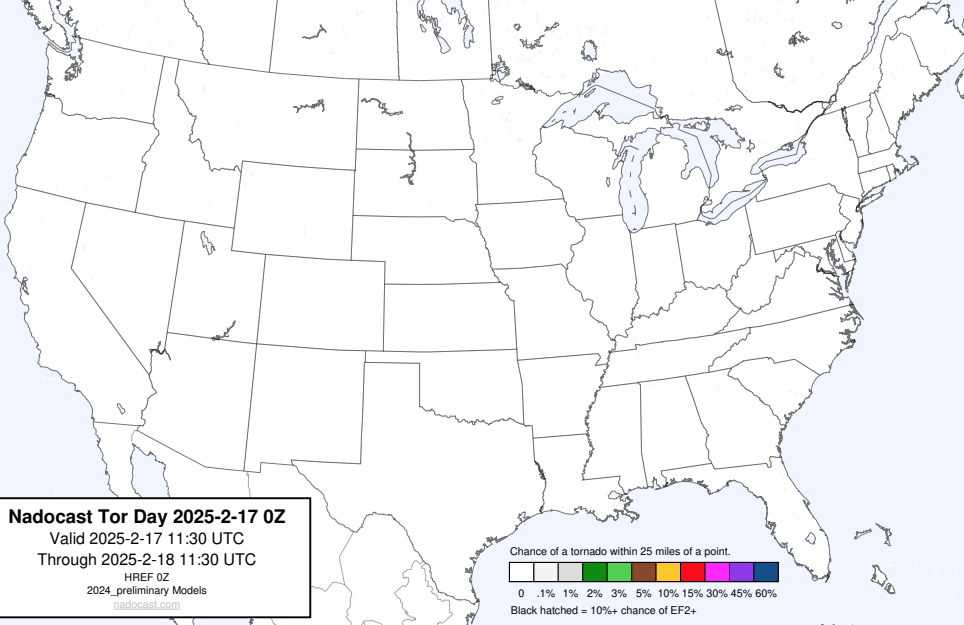 Nadocast Tor Day 2025-2-17 0Z
Valid 2025-2-17 11:30 UTC
Through 2025-2-18 11:30 UTC
HREF 0Z
2024_preliminary Models
nadocast.com
Chance of a tornado within 25 miles of a point.
0 .1% 1% 2% 3% 5% 10% 15% 30% 45% 60%
Black hatched = 10%+ chance of EF2+